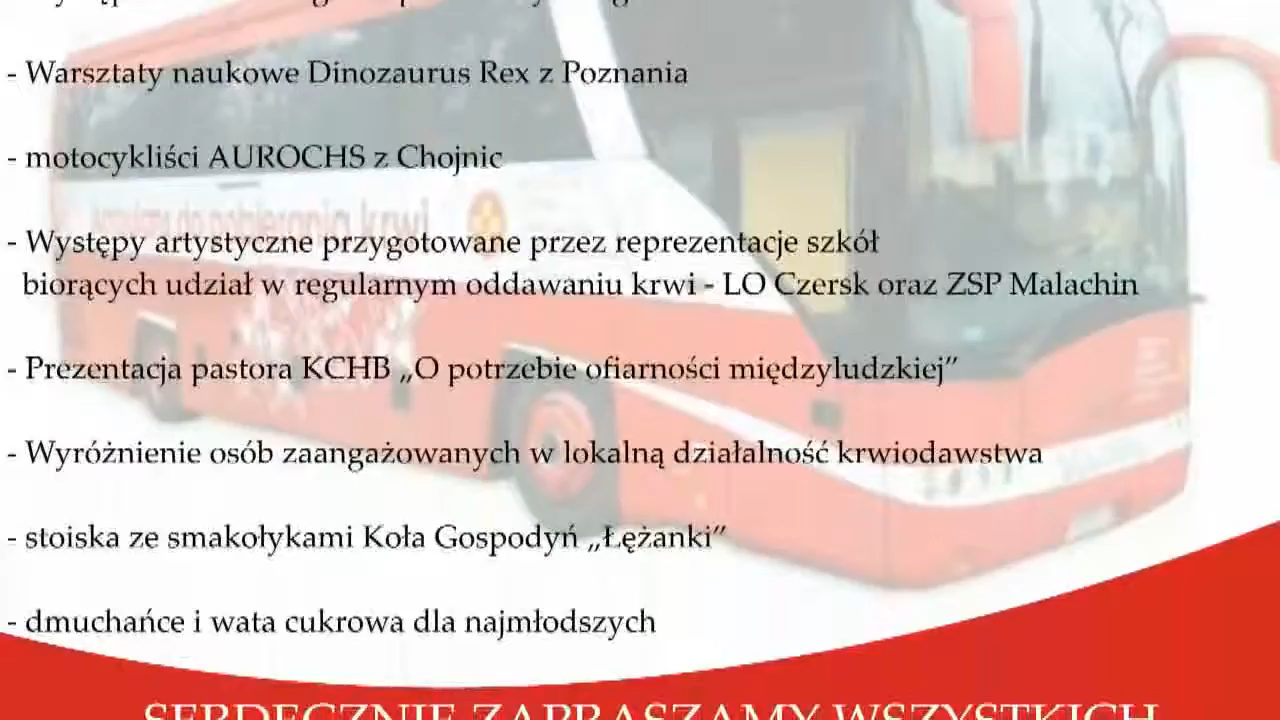 - Warsztaty naukowe Dinozaurus Rex z Poznania
- motocykliści AUROCHS z Chojnic
- Występy artystyczne przygotowane przez reprezentacje szkół
biorących udział w regularnym oddawaniu krwi - LO Czersk oraz ZSP Malachin
- Prezentacja pastora KCHB „O potrzebie ofiarności międzyludzkiej”
- Wyróżnienie osób zaangażowanych w lokalną działalność krwiodawstwa
- stoiska ze smakołykami Koła Gospodyń „Łężanki”
- dmuchańce i wata cukrowa dla najmłodszych
SERDECZNIE ZAPRASZAMY WSZYSTKICH